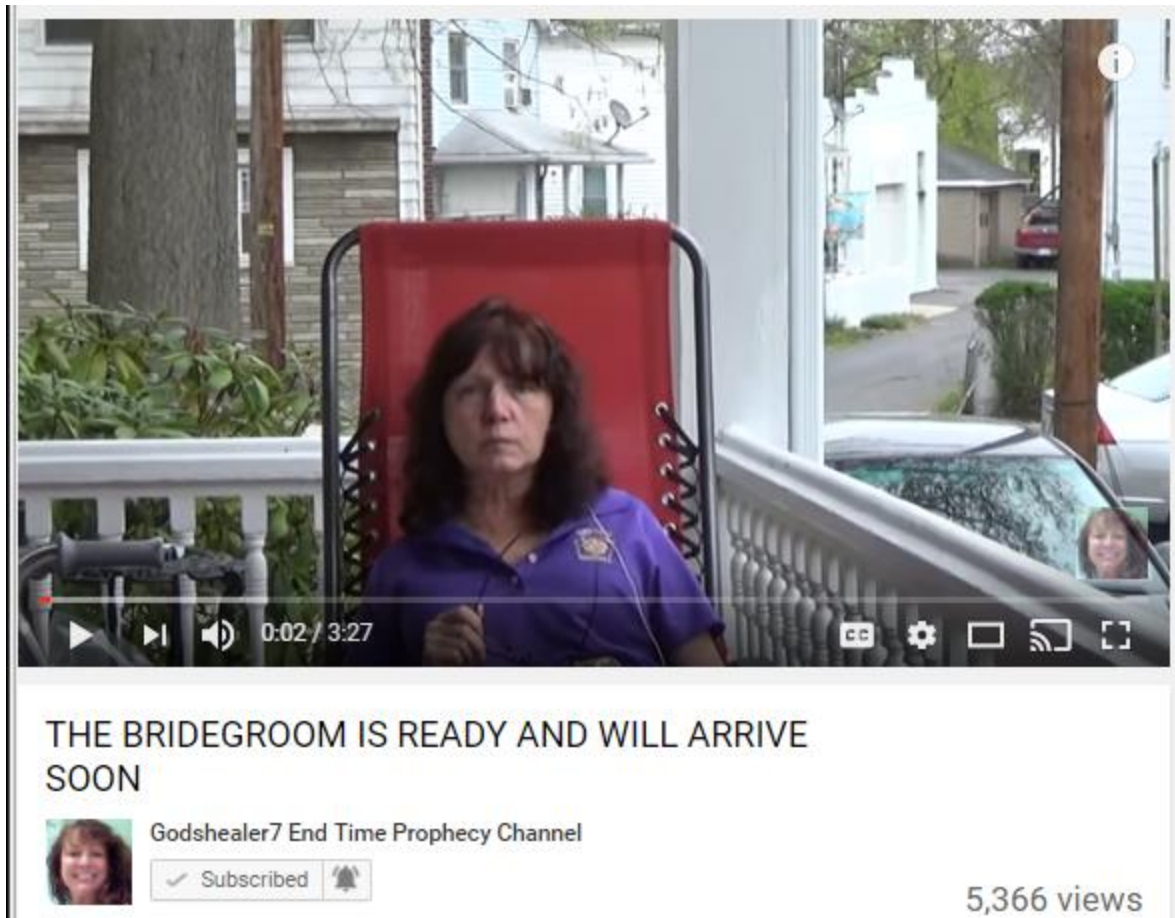 CC
0:02 / 3:27
THE BRIDEGROOM IS READY AND WILL ARRIVE
SOON
Godshealer7 End Time Prophecy Channel
Subscribed
5,366 views